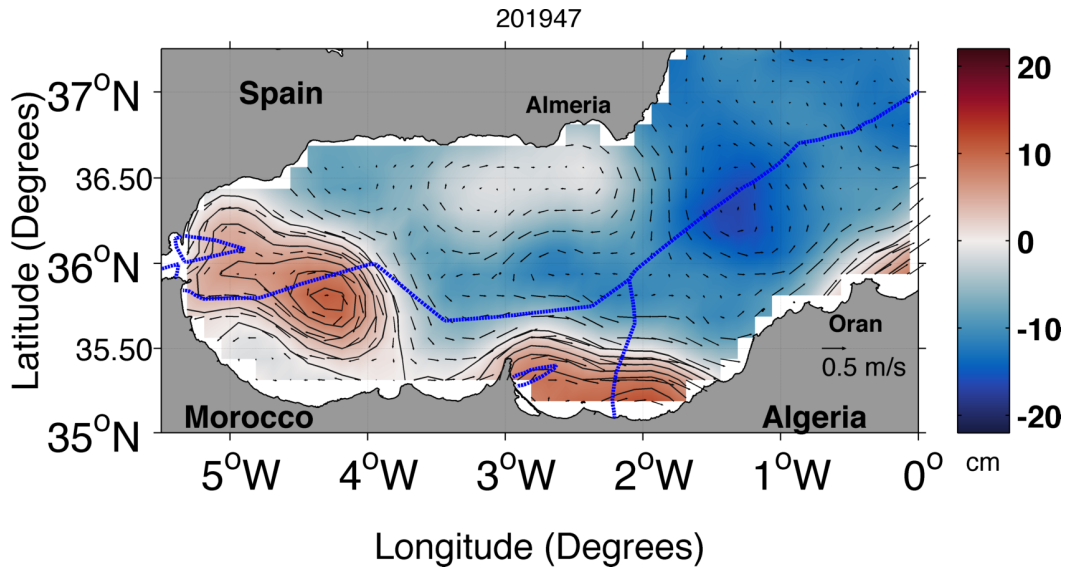 201947
Latitude (Degrees)
37°N
36.50
36°N
35.50
35°N
Spain
Almeria
Oran
0.5 m/s
Morocco
Algeria
5°W
4°W
3°W
2°W
1°W
0°
Longitude (Degrees)
20
10
0
-10
-20
cm